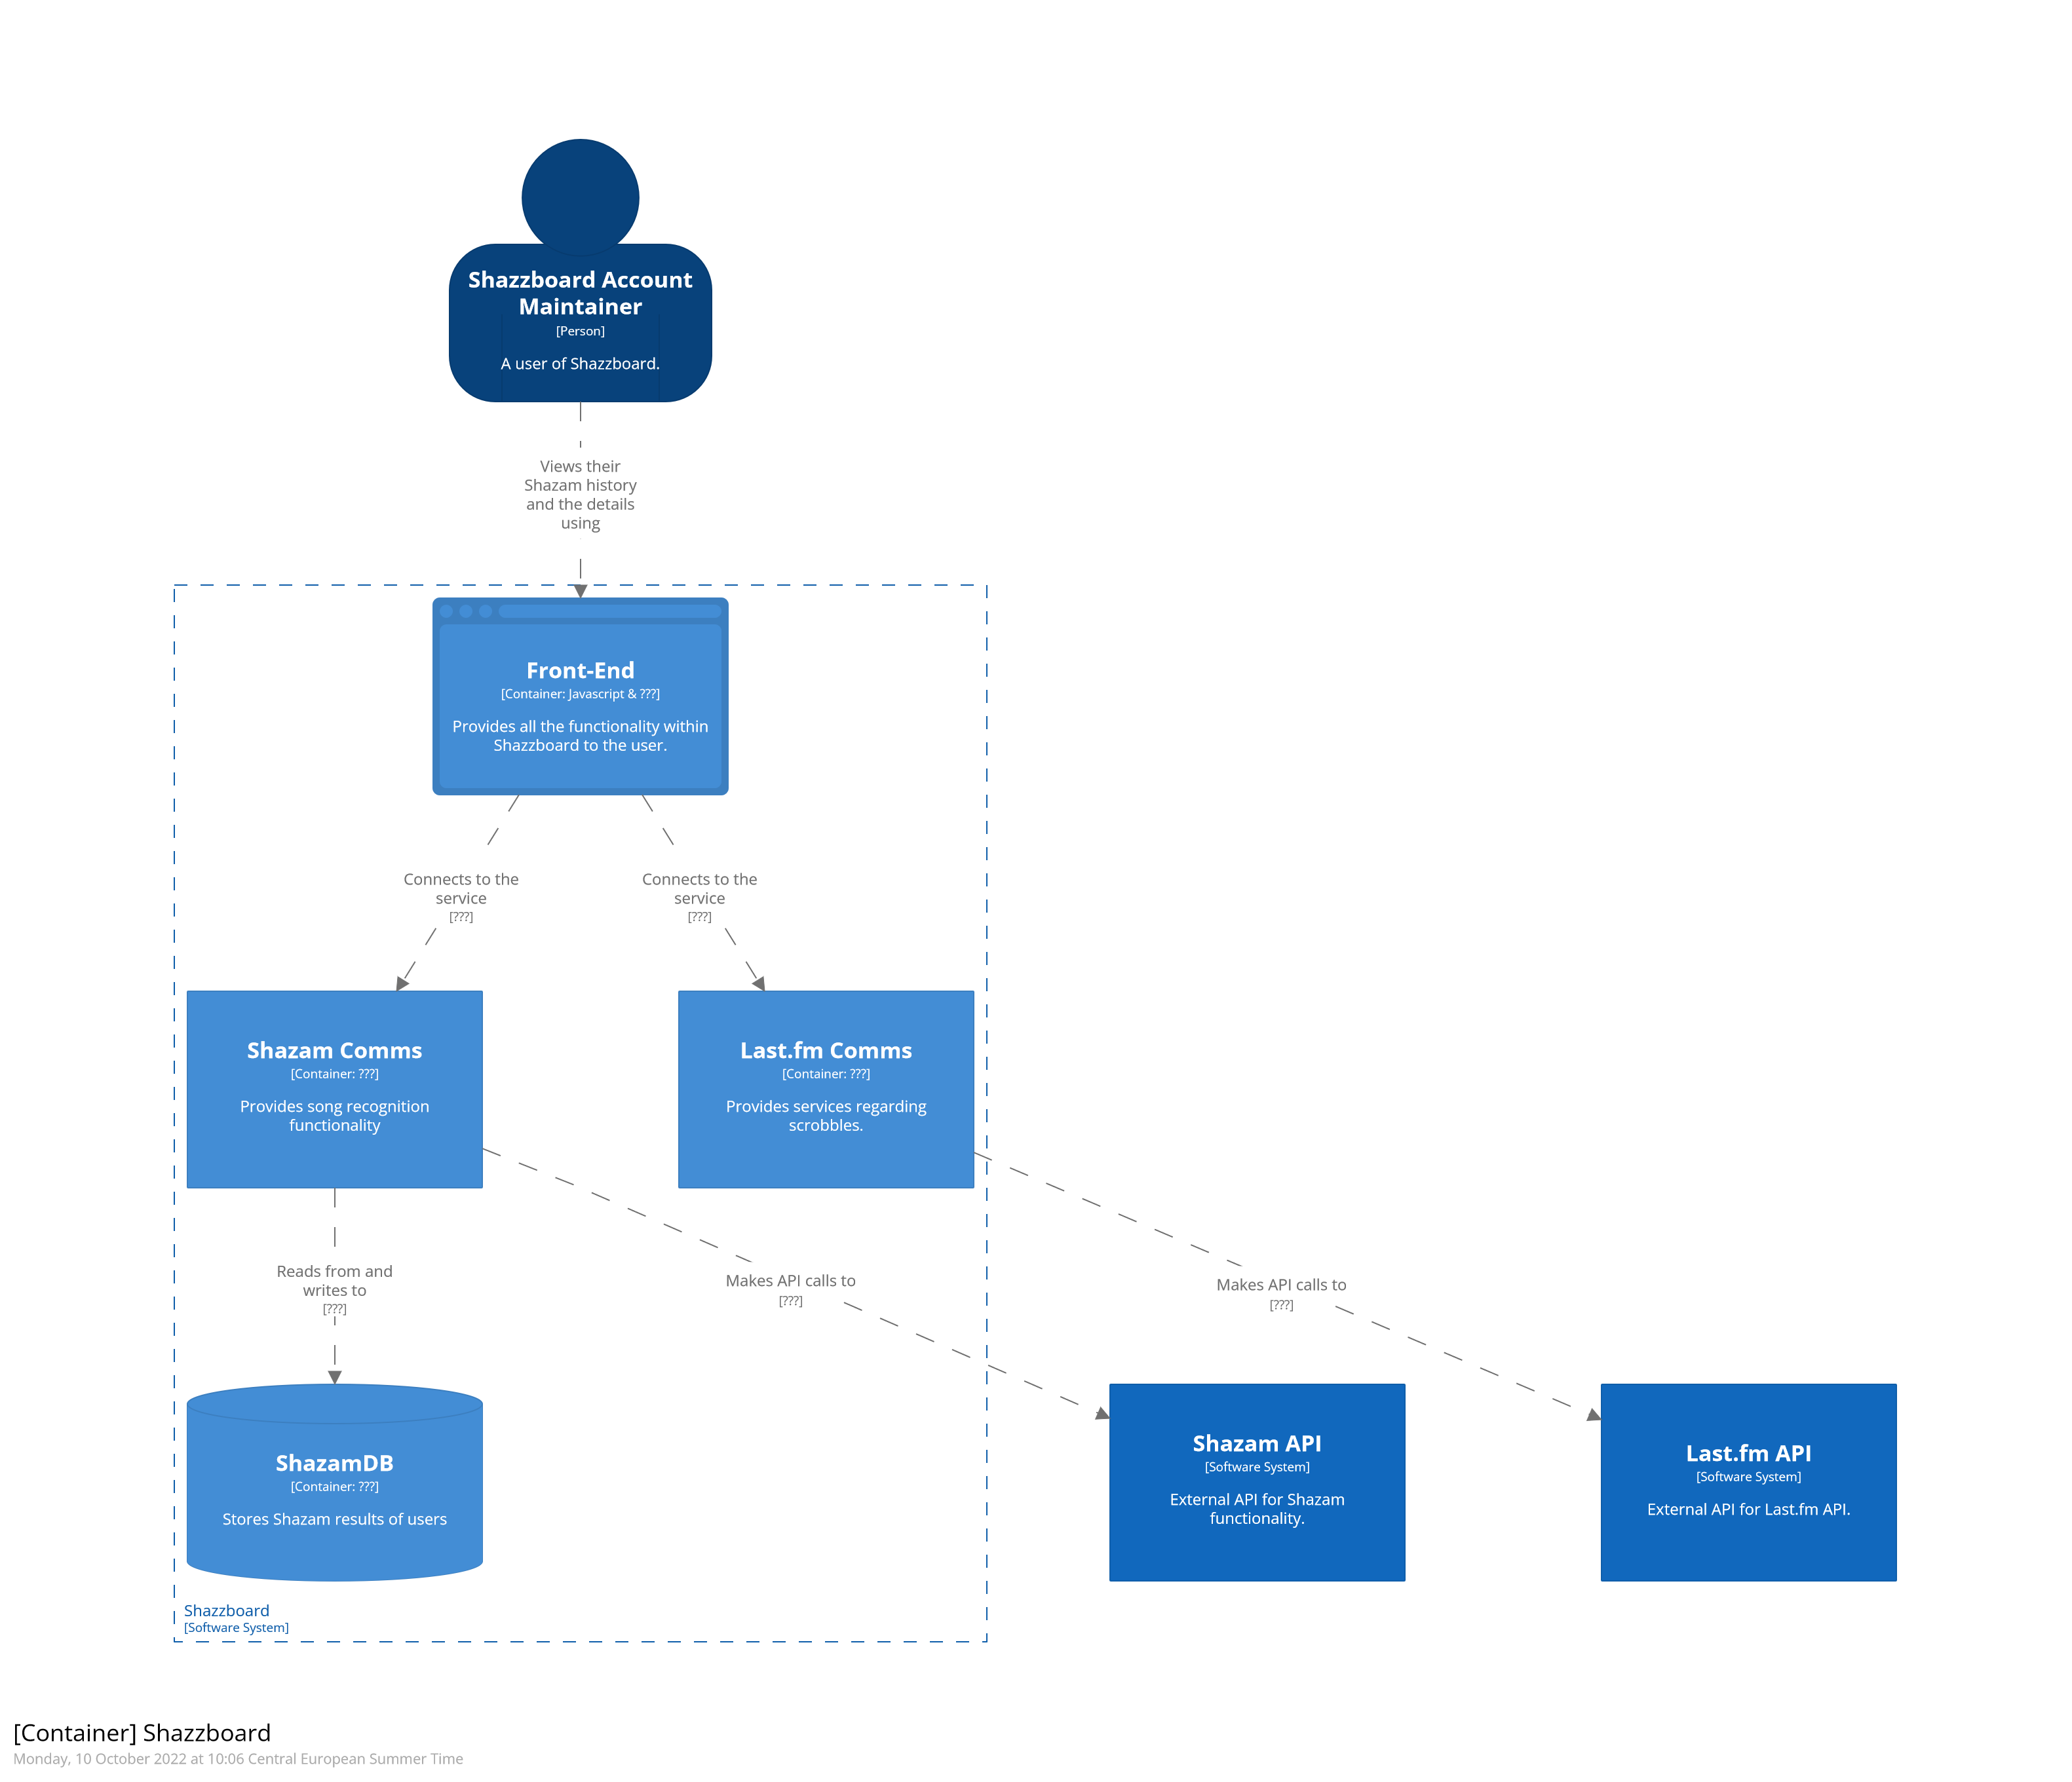 Shazzboard Account
Maintainer
[Person]
A user of Shazzboard.
Views their
Shazam history
and the details
using
Front-End
[Container: Javascript & ???]
Provides all the functionality within
Shazzboard to the user.
Connects to the
service
[???]
Connects to the
service
[???]
Shazam Comms
[Container: ???]
Provides song recognition
functionality
Last.fm Comms
[Container: ???]
Provides services regarding
scrobbles.
Reads from and
writes to
[???]
Makes API calls to
[???]
Makes API calls to
[???]
ShazamDB
[Container: ???]
Stores Shazam results of users
Shazam API
[Software System]
External API for Shazam
functionality.
Last.fm API
[Software System]
External API for Last.fm API.
Shazzboard
[Software System]
[Container] Shazzboard
Monday, 10 October 2022 at 10:06 Central European Summer Time